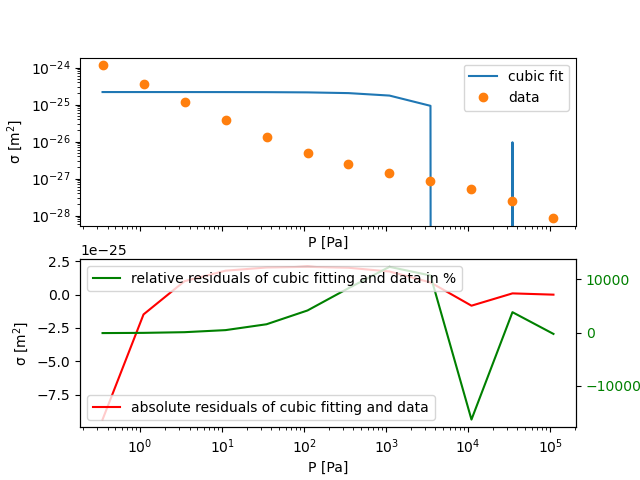 10⁻²⁴
10⁻²⁵
10⁻²⁶
10⁻²⁷
10⁻²⁸
σ [m²]
cubic fit
data
P [Pa]
1e−25
2.5
0.0
−2.5
−5.0
−7.5
σ [m²]
relative residuals of cubic fitting and data in %
absolute residuals of cubic fitting and data
10000
0
−10000
10⁰ 10¹ 10² 10³ 10⁴ 10⁵
P [Pa]